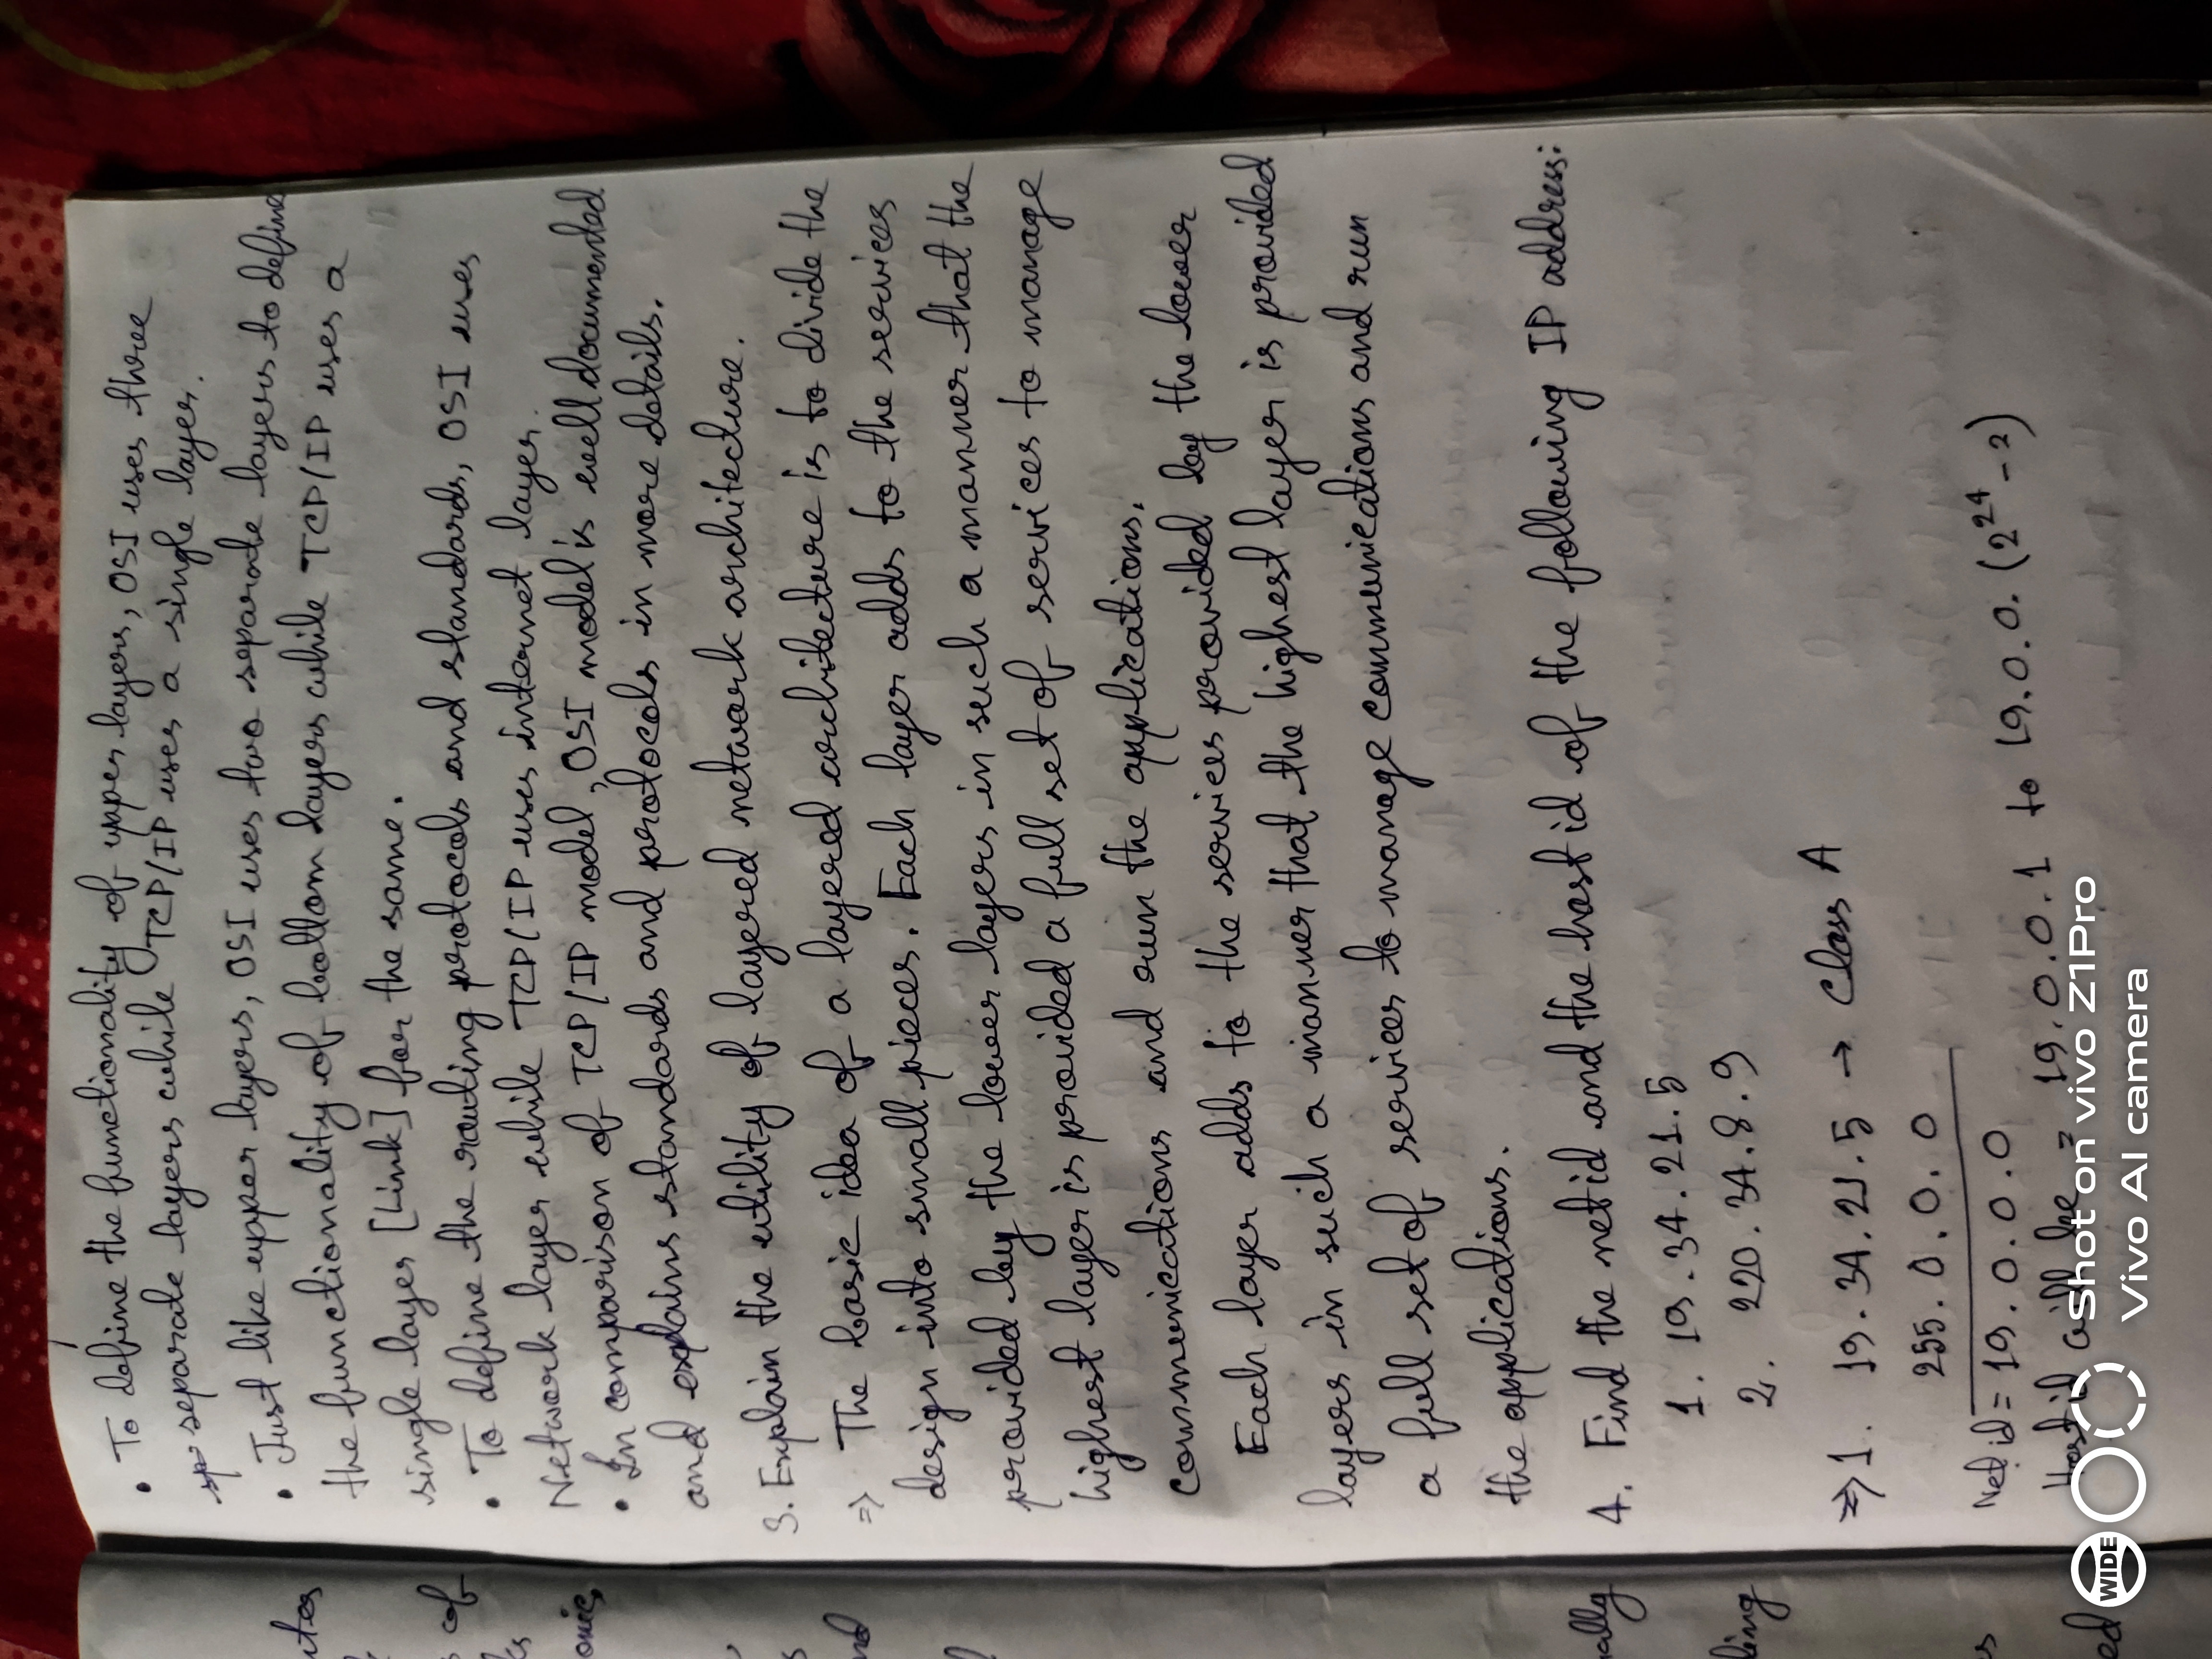 • To define the functionality of upper layers, OSI uses three
separate layers while TCP/IP uses a single layer.
• Just like upper layers, OSI uses two separate layers to define
the functionality of bottom layers while TCP/IP uses a
single layer [Link] for the same.
• To define the routing protocols and standards, OSI uses
Network layer while TCP/IP uses internet layer.
• In comparison of TCP/IP model, OSI model is well documented
and explains standards and protocols in more details.
3. Explain the utility of layered network architecture.
⇒ The basic idea of a layered architecture is to divide the
design into small pieces. Each layer adds to the services
provided by the lower layers in such a manner that the
highest layer is provided a full set of services to manage
communications and run the applications.
Each layer adds to the services provided by the lower
layers in such a manner that the highest layer is provided
a full set of services to manage communications and run
the applications.
4. Find the netid and the host id of the following IP address:
1. 19.34.21.5
2. 220.34.8.9
⇒ 1. 19.34.21.5 → Class A
255.0.0.0
Net id = 19.0.0.0
Host id will be = 19.0.0.1 to 19.0.0.(2²⁴-2)
WIDE
Shot on vivo Z1Pro
Vivo AI camera
of
ally
ling